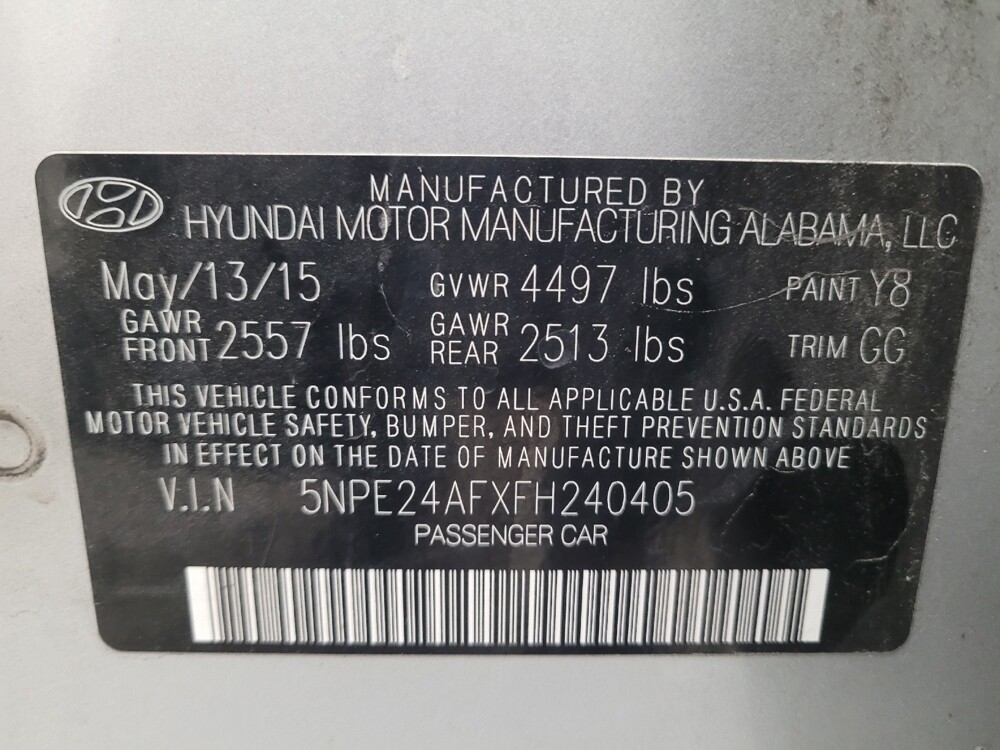 MANUFACTURED BY
HYUNDAI MOTOR MANUFACTURING ALABAMA, LLC
May/13/15 GVWR 4497 lbs PAINT Y8
GAWR FRONT 2557 lbs GAWR REAR 2513 lbs TRIM GG
THIS VEHICLE CONFORMS TO ALL APPLICABLE U.S.A. FEDERAL
MOTOR VEHICLE SAFETY, BUMPER, AND THEFT PREVENTION STANDARDS
IN EFFECT ON THE DATE OF MANUFACTURE SHOWN ABOVE
V.I.N 5NPE24AFXFH240405
PASSENGER CAR